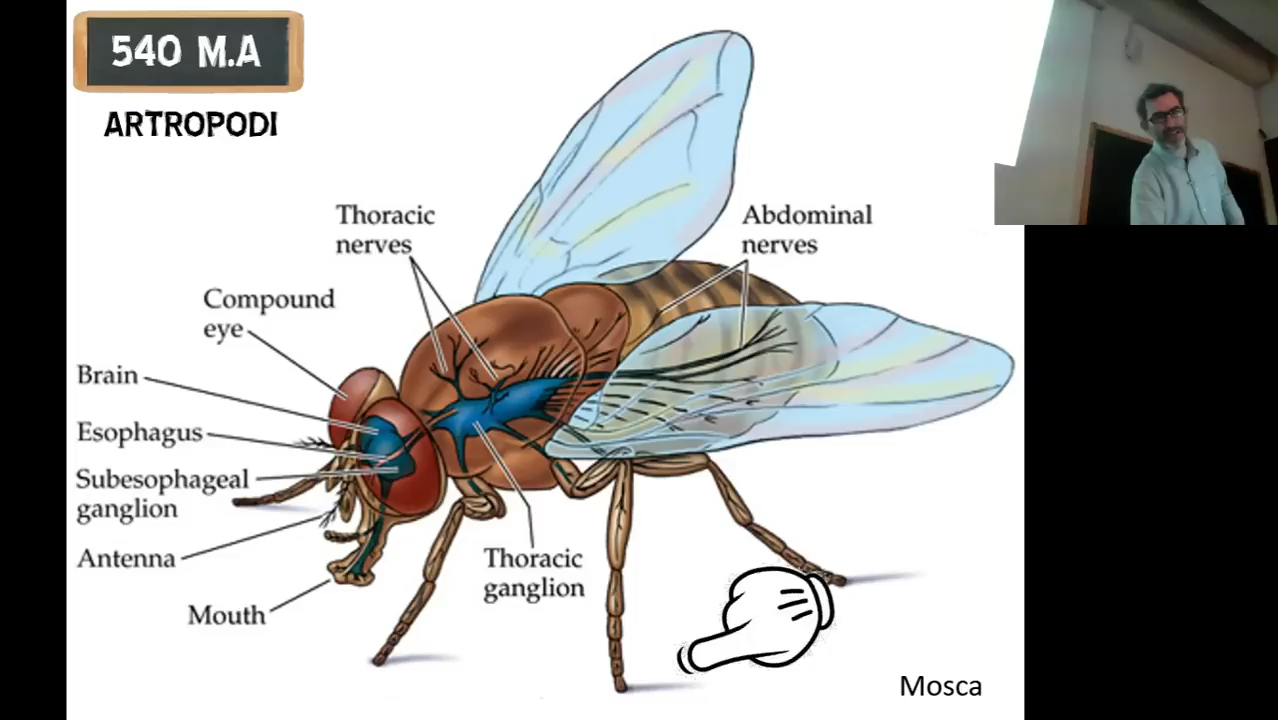 540 M.A
ARTROPODI
Thoracic
nerves
Abdominal
nerves
Compound
eye
Brain
Esophagus
Subesophageal
ganglion
Antenna
Mouth
Thoracic
ganglion
Mosca